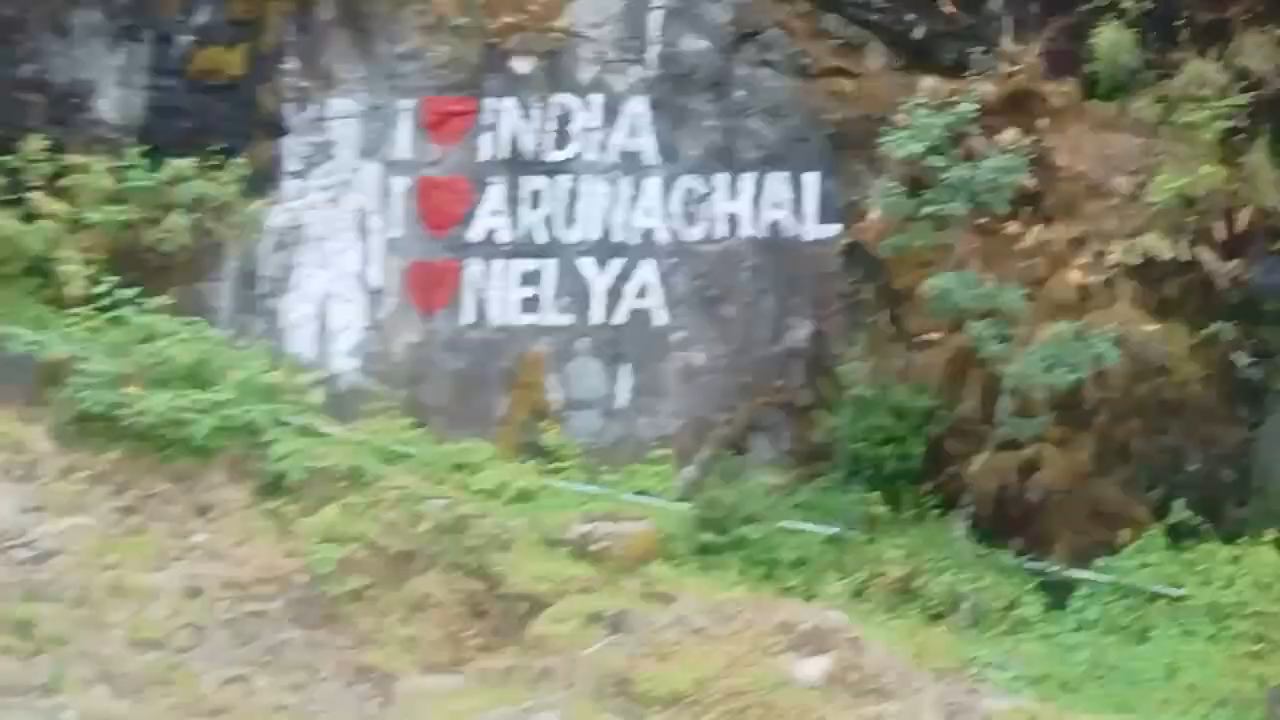 I ❤ INDIA
I ❤ ARUNACHAL
❤ NELYA